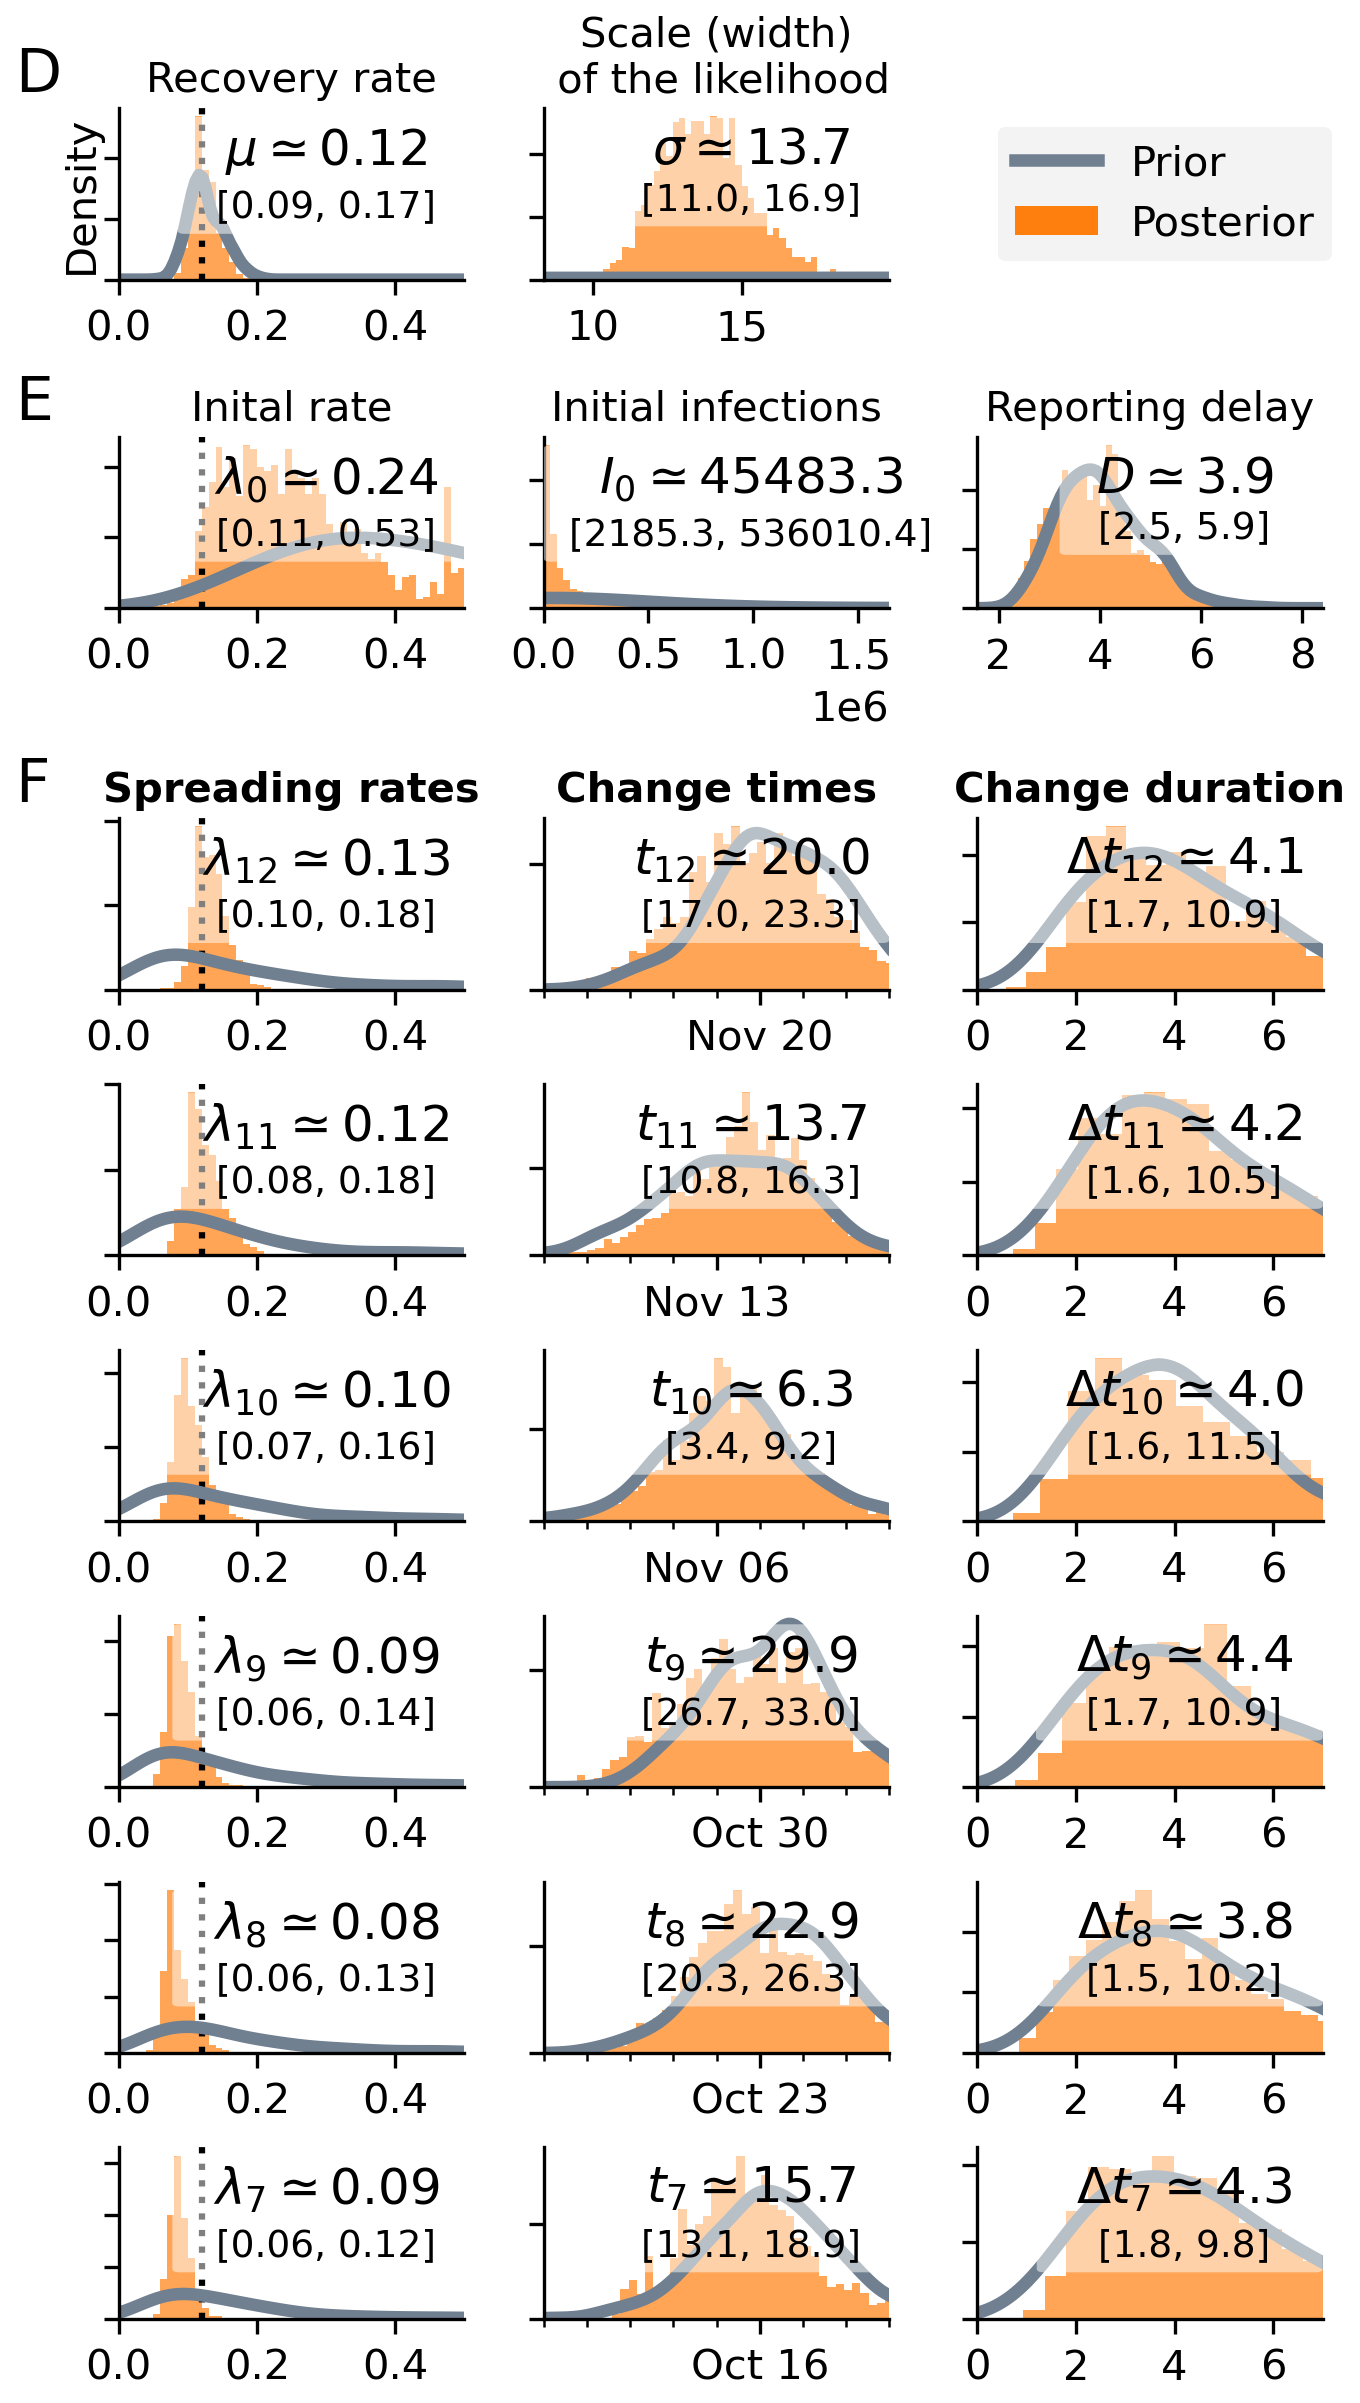 D
Recovery rate
Scale (width)
of the likelihood
Density
μ ≃ 0.12
[0.09, 0.17]
0.0 0.2 0.4
σ ≃ 13.7
[11.0, 16.9]
10 15
Prior
Posterior
E
Inital rate
λ0 ≃ 0.24
[0.11, 0.53]
0.0 0.2 0.4
Initial infections
I0 ≃ 45483.3
[2185.3, 536010.4]
0.0 0.5 1.0 1.5
1e6
Reporting delay
D ≃ 3.9
[2.5, 5.9]
2 4 6 8
F
Spreading rates
Change times
Change duration
λ12 ≃ 0.13
[0.10, 0.18]
0.0 0.2 0.4
t12 ≃ 20.0
[17.0, 23.3]
Nov 20
Δt12 ≃ 4.1
[1.7, 10.9]
0 2 4 6
λ11 ≃ 0.12
[0.08, 0.18]
0.0 0.2 0.4
t11 ≃ 13.7
[10.8, 16.3]
Nov 13
Δt11 ≃ 4.2
[1.6, 10.5]
0 2 4 6
λ10 ≃ 0.10
[0.07, 0.16]
0.0 0.2 0.4
t10 ≃ 6.3
[3.4, 9.2]
Nov 06
Δt10 ≃ 4.0
[1.6, 11.5]
0 2 4 6
λ9 ≃ 0.09
[0.06, 0.14]
0.0 0.2 0.4
t9 ≃ 29.9
[26.7, 33.0]
Oct 30
Δt9 ≃ 4.4
[1.7, 10.9]
0 2 4 6
λ8 ≃ 0.08
[0.06, 0.13]
0.0 0.2 0.4
t8 ≃ 22.9
[20.3, 26.3]
Oct 23
Δt8 ≃ 3.8
[1.5, 10.2]
0 2 4 6
λ7 ≃ 0.09
[0.06, 0.12]
0.0 0.2 0.4
t7 ≃ 15.7
[13.1, 18.9]
Oct 16
Δt7 ≃ 4.3
[1.8, 9.8]
0 2 4 6